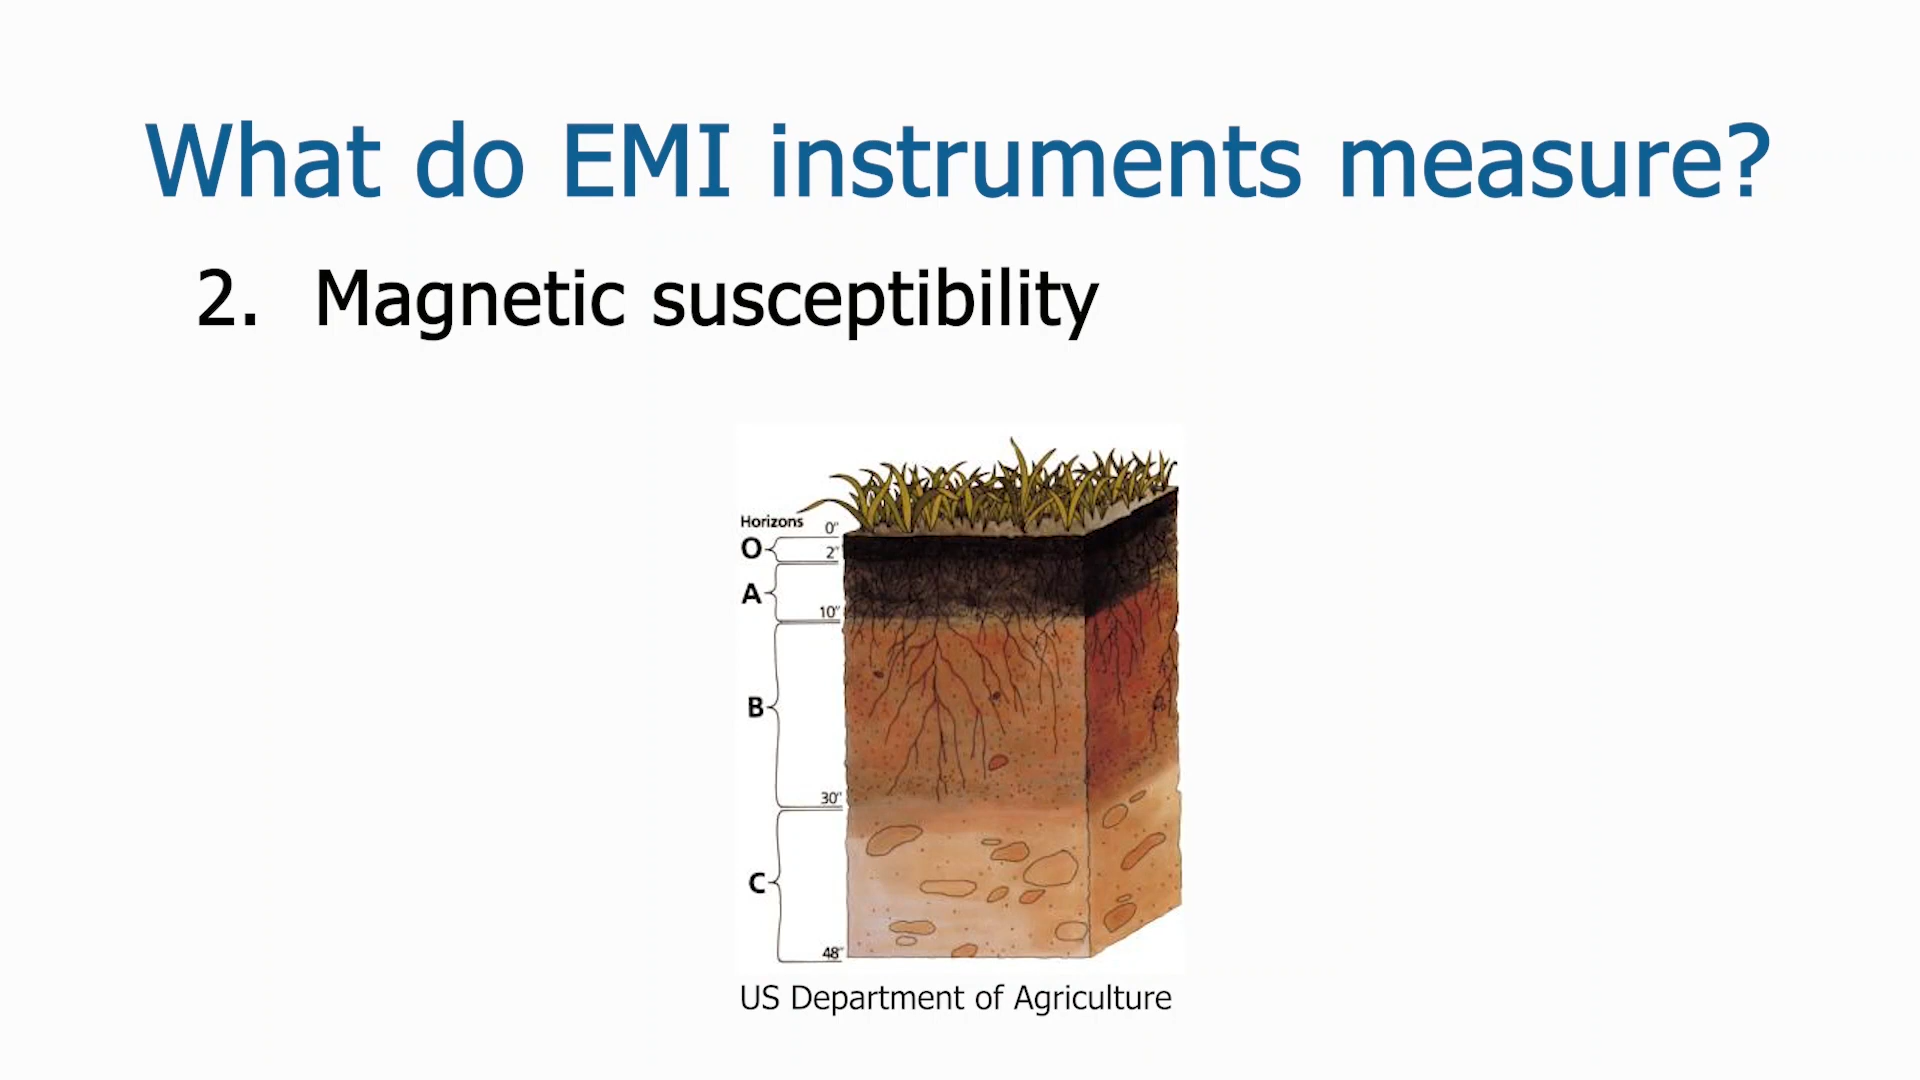 What do EMI instruments measure?
2. Magnetic susceptibility
Horizons 0"
O 2"
A
10"
B
30"
C
48"
US Department of Agriculture